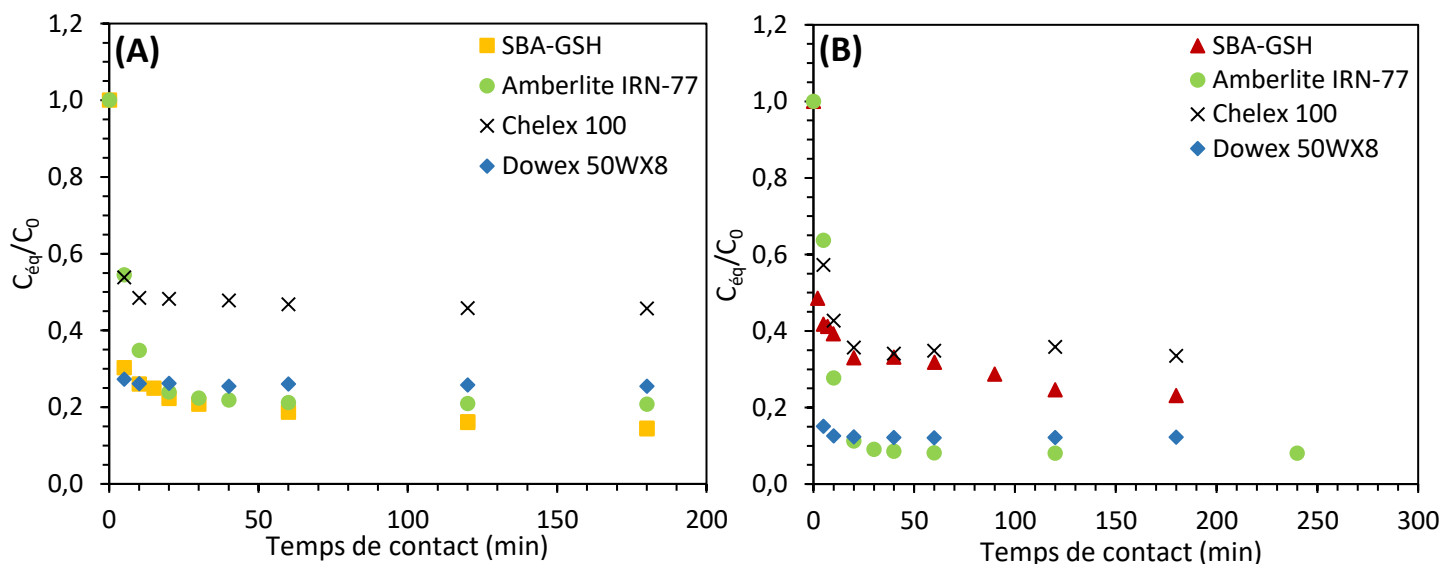 (A)
SBA-GSH
Amberlite IRN-77
Chelex 100
Dowex 50WX8
1,2
1,0
0,8
0,6
0,4
0,2
0,0
Céq/C0
0
50
100
150
200
Temps de contact (min)
(B)
SBA-GSH
Amberlite IRN-77
Chelex 100
Dowex 50WX8
1,2
1,0
0,8
0,6
0,4
0,2
0,0
Céq/C0
0
50
100
150
200
250
300
Temps de contact (min)